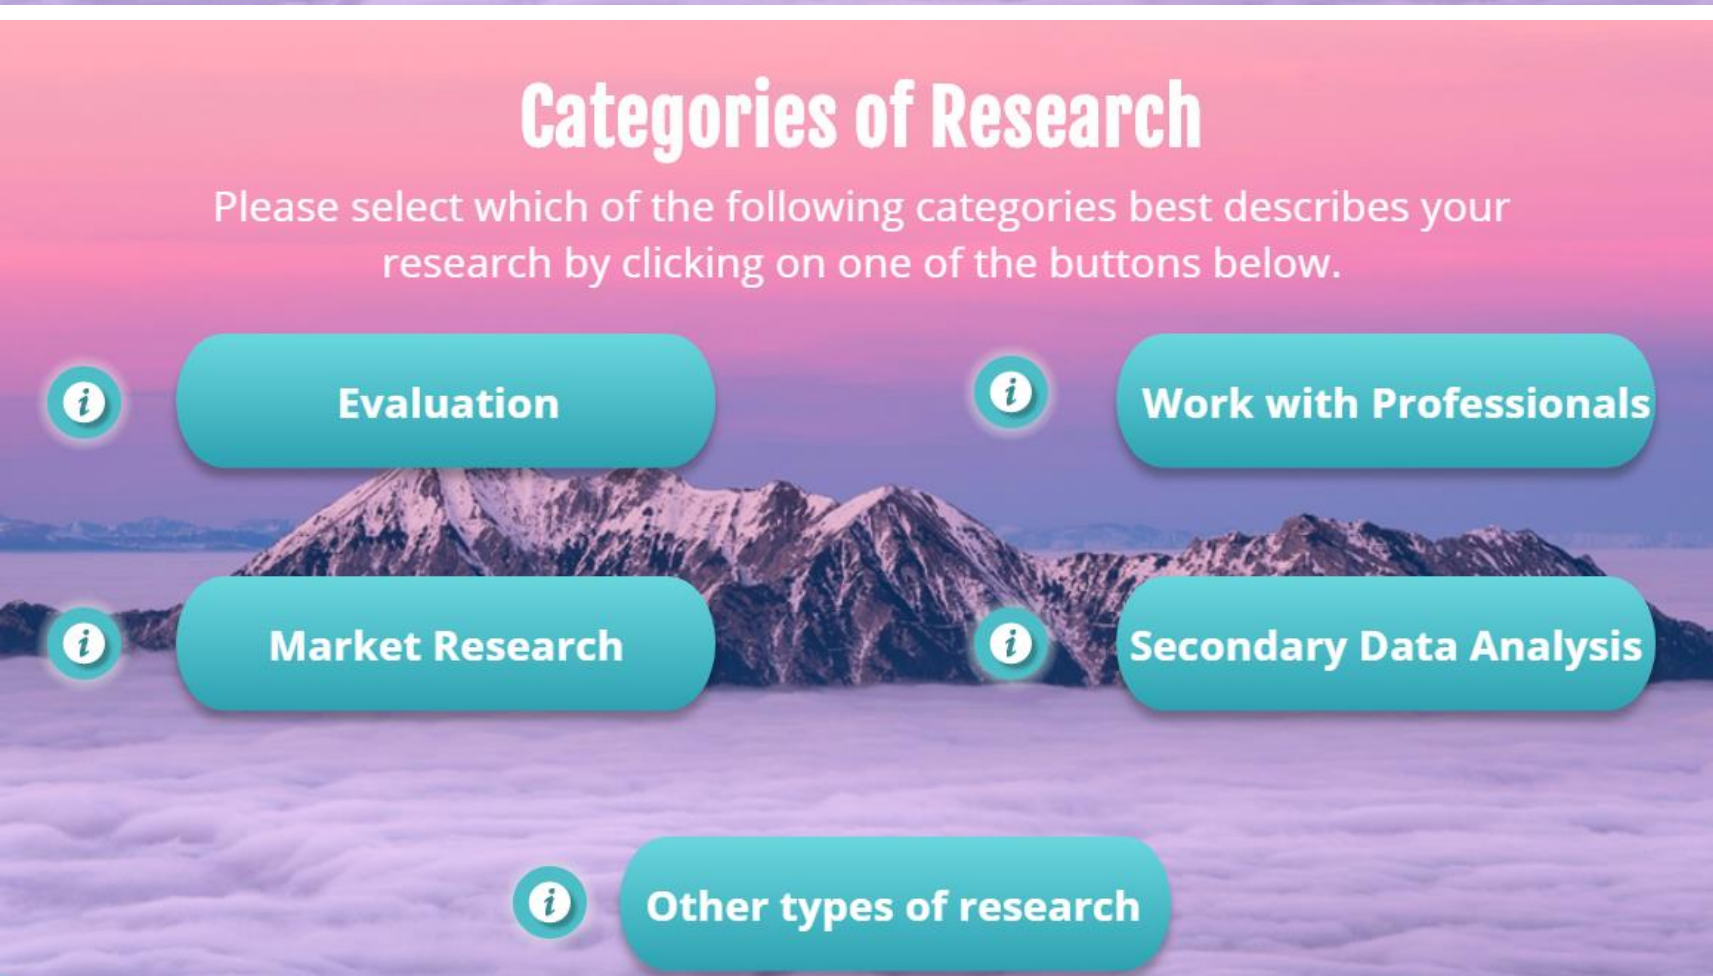 Categories of Research
Please select which of the following categories best describes your
research by clicking on one of the buttons below.
i Evaluation
i Work with Professionals
i Market Research
i Secondary Data Analysis
i Other types of research